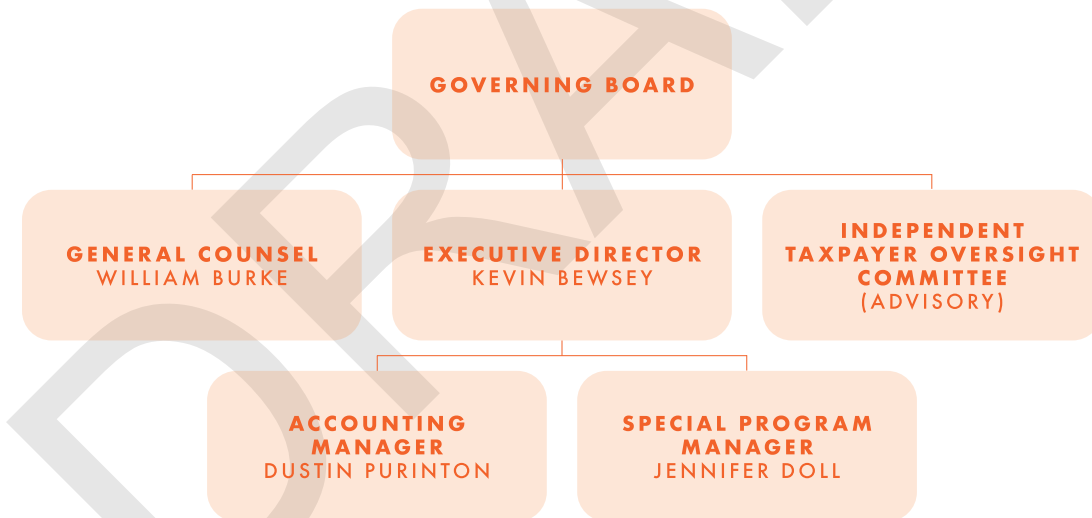 GOVERNING BOARD
GENERAL COUNSEL
WILLIAM BURKE
EXECUTIVE DIRECTOR
KEVIN BEWSEY
INDEPENDENT
TAXPAYER OVERSIGHT
COMMITTEE
(ADVISORY)
ACCOUNTING
MANAGER
DUSTIN PURINTON
SPECIAL PROGRAM
MANAGER
JENNIFER DOLL